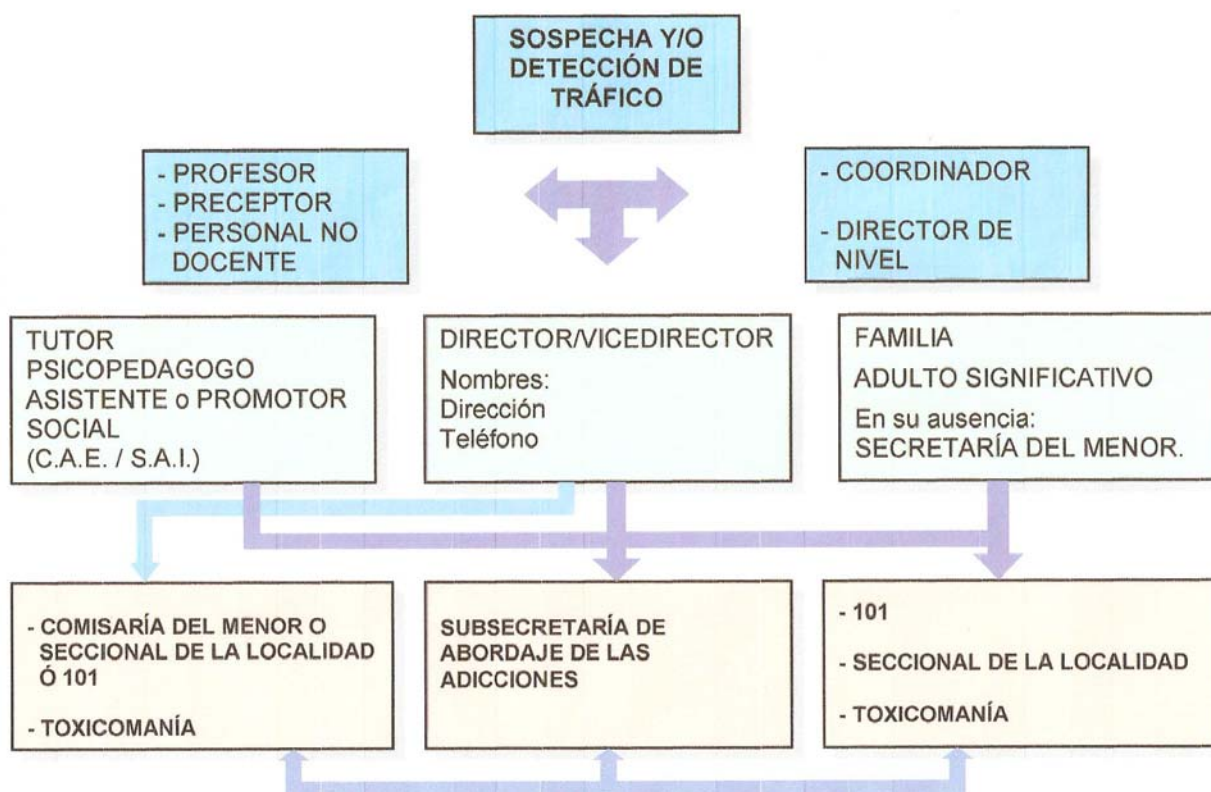 SOSPECHA Y/O
DETECCIÓN DE
TRÁFICO
- PROFESOR
- PRECEPTOR
- PERSONAL NO
DOCENTE
- COORDINADOR
- DIRECTOR DE
NIVEL
TUTOR
PSICOPEDAGOGO
ASISTENTE o PROMOTOR
SOCIAL
(C.A.E. / S.A.I.)
DIRECTOR/VICEDIRECTOR
Nombres:
Dirección
Teléfono
FAMILIA
ADULTO SIGNIFICATIVO
En su ausencia:
SECRETARÍA DEL MENOR.
- COMISARÍA DEL MENOR O
SECCIONAL DE LA LOCALIDAD
Ó 101
- TOXICOMANÍA
SUBSECRETARÍA DE
ABORDAJE DE LAS
ADICCIONES
- 101
- SECCIONAL DE LA LOCALIDAD
- TOXICOMANÍA